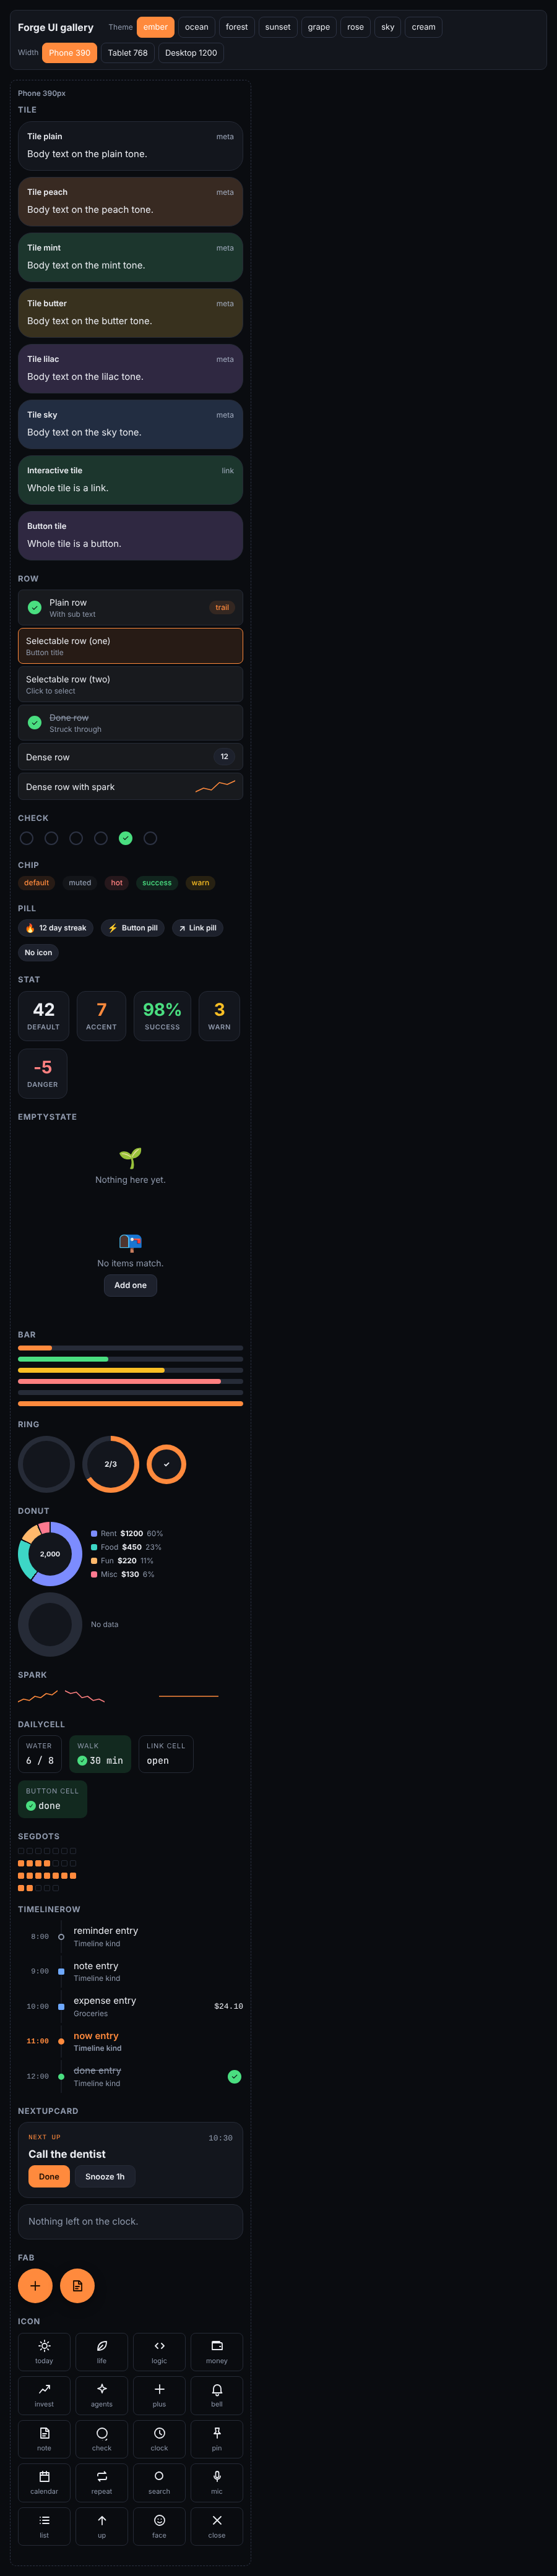 Forge UI gallery Theme ember ocean forest sunset grape rose sky cream
Width Phone 390 Tablet 768 Desktop 1200
Phone 390px
TILE
Tile plain meta
Body text on the plain tone.
Tile peach meta
Body text on the peach tone.
Tile mint meta
Body text on the mint tone.
Tile butter meta
Body text on the butter tone.
Tile lilac meta
Body text on the lilac tone.
Tile sky meta
Body text on the sky tone.
Interactive tile link
Whole tile is a link.
Button tile
Whole tile is a button.
ROW
Plain row trail
With sub text
Selectable row (one)
Button title
Selectable row (two)
Click to select
Done row
Struck through
Dense row 12
Dense row with spark
CHECK
CHIP
default muted hot success warn
PILL
12 day streak Button pill Link pill
No icon
STAT
42 7 98% 3
DEFAULT ACCENT SUCCESS WARN
-5
DANGER
EMPTYSTATE
Nothing here yet.
No items match.
Add one
BAR
RING
2/3
DONUT
2,000
Rent $1200 60%
Food $450 23%
Fun $220 11%
Misc $130 6%
No data
SPARK
DAILYCELL
WATER WALK LINK CELL
6 / 8 30 min open
BUTTON CELL
done
SEGDOTS
TIMELINEROW
8:00 reminder entry
Timeline kind
9:00 note entry
Timeline kind
10:00 expense entry $24.10
Groceries
11:00 now entry
Timeline kind
12:00 done entry
Timeline kind
NEXTUPCARD
NEXT UP 10:30
Call the dentist
Done Snooze 1h
Nothing left on the clock.
FAB
ICON
today life logic money
invest agents plus bell
note check clock pin
calendar repeat search mic
list up face close